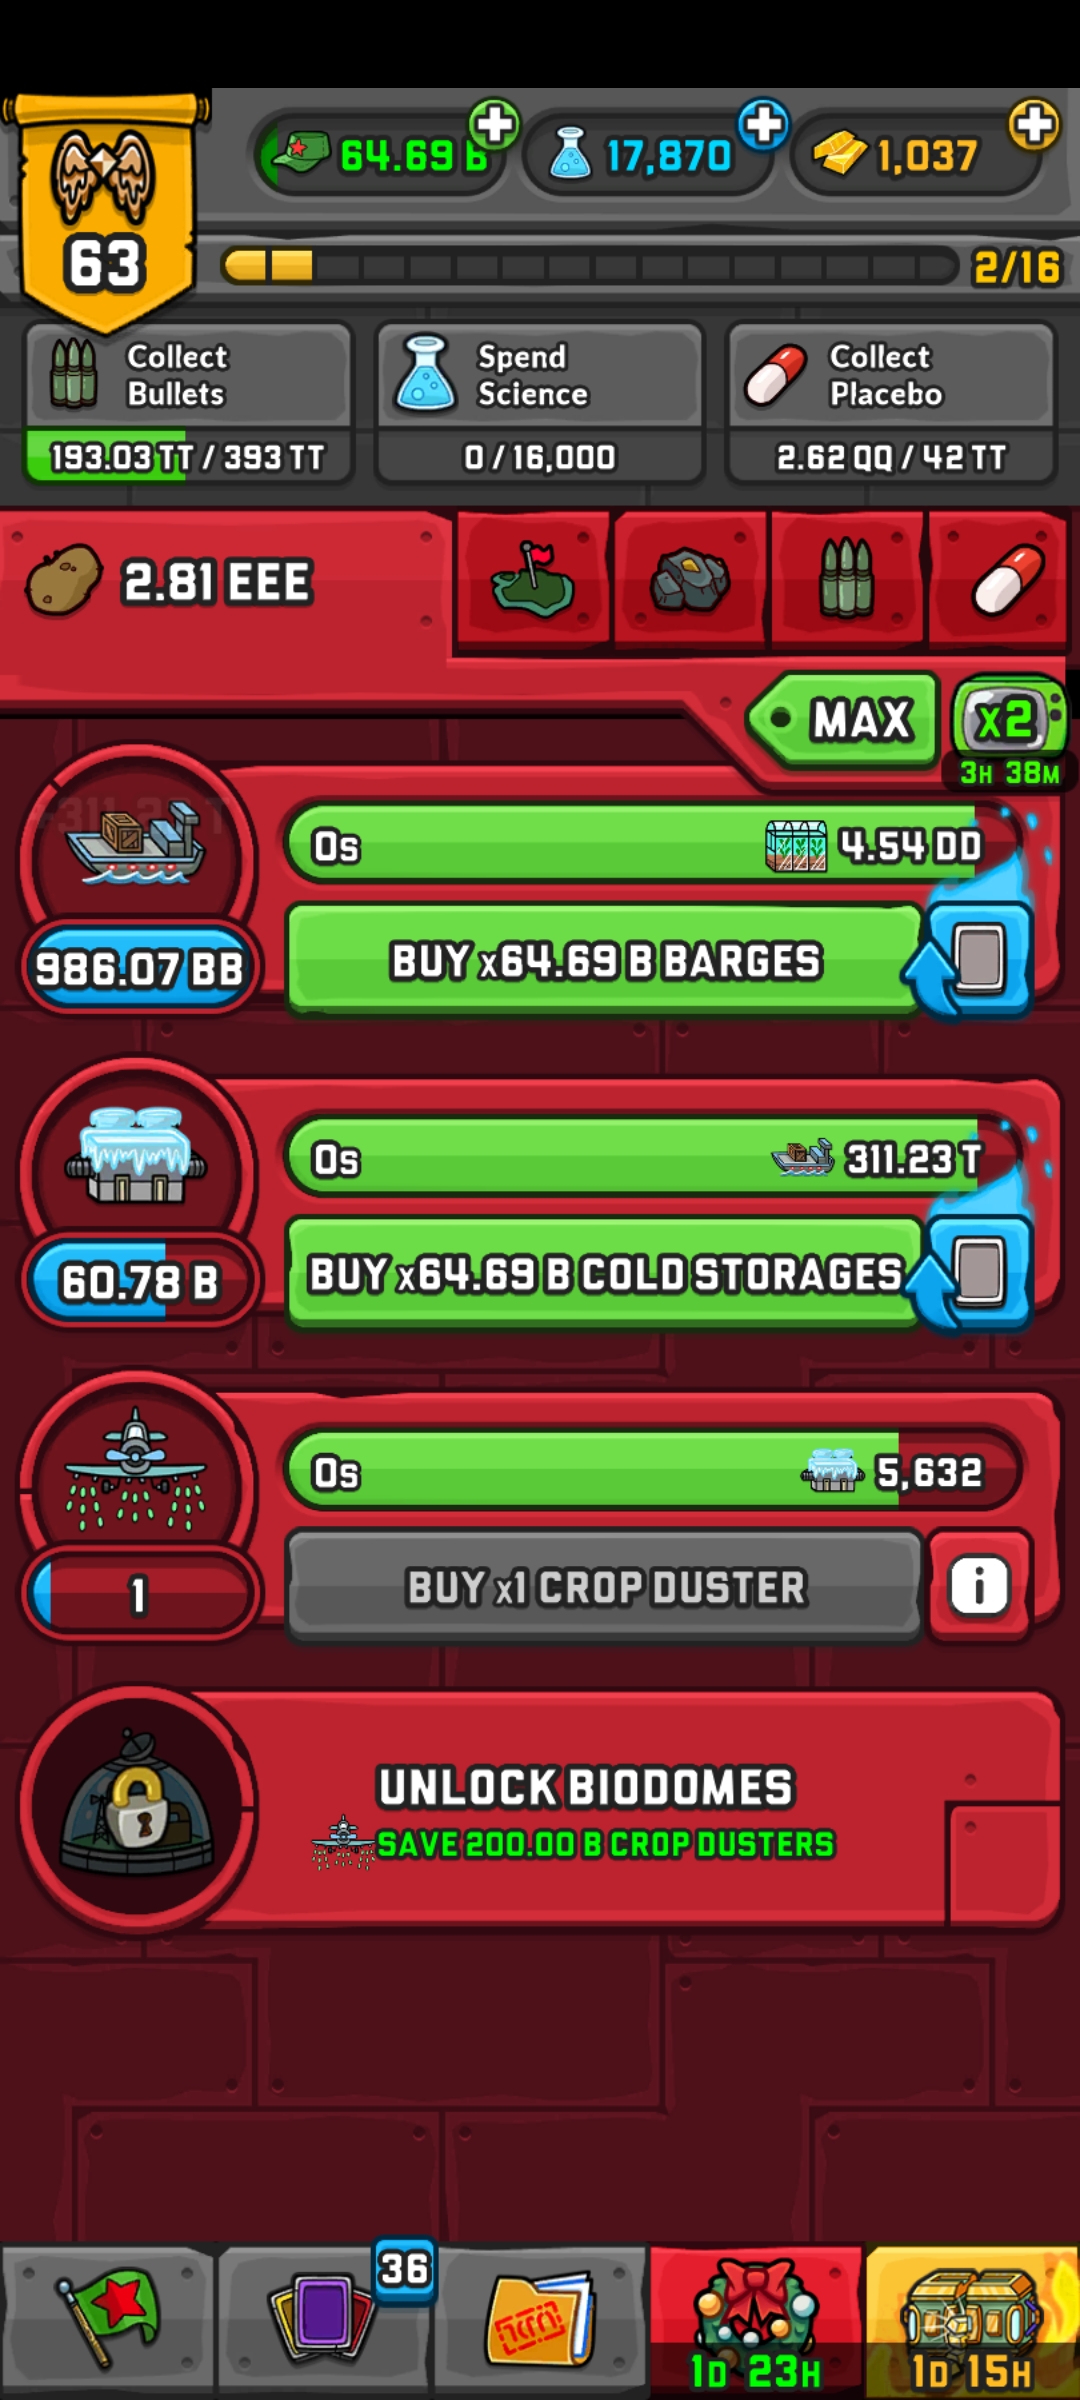 64.69 B
17,870
1,037
63
2/16
Collect
Bullets
193.03 TT / 393 TT
Spend
Science
0 / 16,000
Collect
Placebo
2.62 QQ / 42 TT
2.81 EEE
MAX
x2
3H 38M
+311.23 T
0s
4.54 DD
986.07 BB
BUY x64.69 B BARGES
0s
311.23 T
60.78 B
BUY x64.69 B COLD STORAGES
0s
5,632
1
BUY x1 CROP DUSTER
i
UNLOCK BIODOMES
SAVE 200.00 B CROP DUSTERS
36
1D 23H
1D 15H